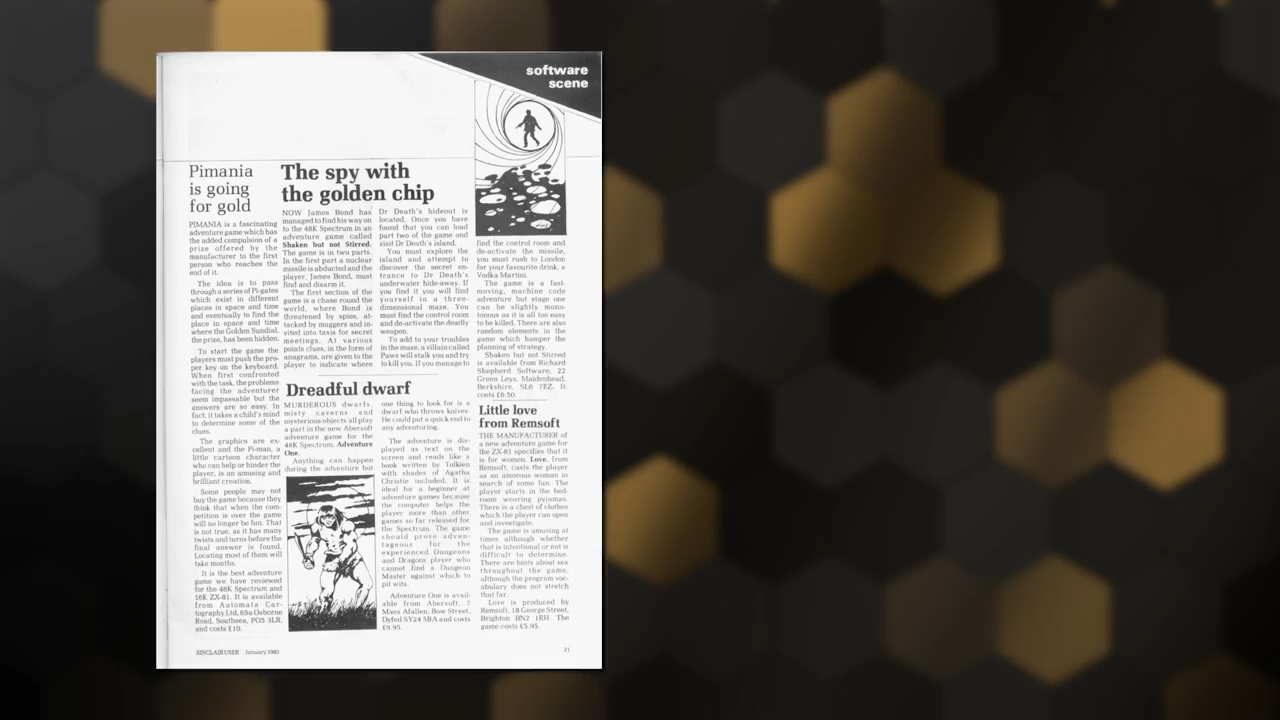 software
scene
Pimania
is going
for gold
PIMANIA is a fascinating
adventure game which has
the added compulsion of a
prize offered by the
manufacturer to the first
person who reaches the
end of it.
The idea is to pass
through a series of Pi-gates
which exist in different
places in space and time
and eventually to find the
place in space and time
where the Golden Sundial,
the prize, has been hidden.
To start the game the
players must push the pro-
per key on the keyboard.
When first confronted
with the task, the problems
facing the adventurer
seem impassable but the
answers are so easy. In
fact, it takes a child's mind
to determine some of the
clues.
The graphics are ex-
cellent and the Pi-man, a
little cartoon character
who can help or hinder the
player, is an amusing and
brilliant creation.
Some people may not
buy the game because they
think that when the com-
petition is over the game
will no longer be fun. That
is not true, as it has many
twists and turns before the
final answer is found.
Locating most of them will
take months.
It is the best adventure
game we have reviewed
for the 48K Spectrum and
16K ZX-81. It is available
from Automata Car-
tography Ltd, 65a Osborne
Road, Southsea, PO5 3LR,
and costs £10.
The spy with
the golden chip
NOW James Bond has
managed to find his way on
to the 48K Spectrum in an
adventure game called
Shaken but not Stirred.
The game is in two parts.
In the first part a nuclear
missile is abducted and the
player, James Bond, must
find and disarm it.
The first section of the
game is a chase round the
world, where Bond is
threatened by spies, at-
tacked by muggers and in-
vited into taxis for secret
meetings. At various
points clues, in the form of
anagrams, are given to the
player to indicate where
Dr Death's hideout is
located. Once you have
found that you can load
part two of the game and
visit Dr Death's island.
You must explore the
island and attempt to
discover the secret en-
trance to Dr Death's
underwater hide-away. If
you find it you will find
yourself in a three-
dimensional maze. You
must find the control room
and de-activate the deadly
weapon.
To add to your troubles
in the maze, a villain called
Paws will stalk you and try
to kill you. If you manage to
find the control room and
de-activate the missile,
you must rush to London
for your favourite drink, a
Vodka Martini.
The game is a fast-
moving, machine code
adventure but stage one
can be slightly mono-
tonous as it is all too easy
to be killed. There are also
random elements in the
game which hamper the
planning of strategy.
Shaken but not Stirred
is available from Richard
Shepherd Software, 22
Green Leys, Maidenhead,
Berkshire, SL6 7EZ. It
costs £6.50.
Dreadful dwarf
MURDEROUS dwarfs,
misty caverns and
mysterious objects all play
a part in the new Abersoft
adventure game for the
48K Spectrum, Adventure
One.
Anything can happen
during the adventure but
one thing to look for is a
dwarf who throws knives.
He could put a quick end to
any adventuring.
The adventure is dis-
played as text on the
screen and reads like a
book written by Tolkien
with shades of Agatha
Christie included. It is
ideal for a beginner at
adventure games because
the computer helps the
player more than other
games so far released for
the Spectrum. The game
should prove advan-
tageous for the
experienced Dungeons
and Dragons player who
cannot find a Dungeon
Master against which to
pit wits.
Adventure One is avail-
able from Abersoft, 7
Maes Afallen, Bow Street,
Dyfed SY24 5BA and costs
£9.95.
Little love
from Remsoft
THE MANUFACTURER of
a new adventure game for
the ZX-81 specifies that it
is for women. Love, from
Remsoft, casts the player
as an amorous woman in
search of some fun. The
player starts in the bed-
room wearing pyjamas.
There is a chest of clothes
which the player can open
and investigate.
The game is amusing at
times although whether
that is intentional or not is
difficult to determine.
There are hints about sex
throughout the game,
although the program voc-
abulary does not stretch
that far.
Love is produced by
Remsoft, 18 George Street,
Brighton BN2 1RH. The
game costs £5.95.
SINCLAIR USER January 1983
31